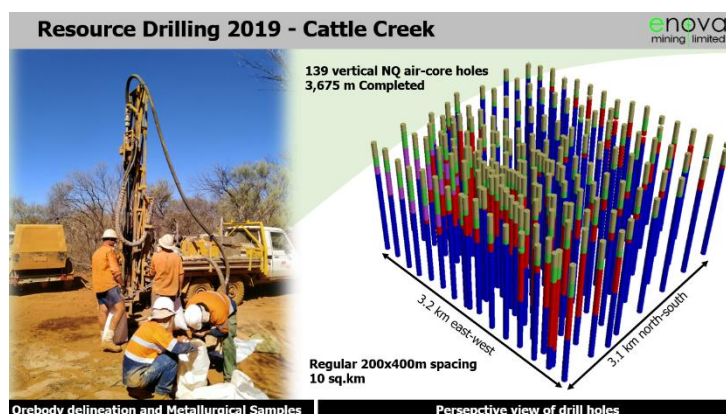 Resource Drilling 2019 - Cattle Creek
enova
mining limited
139 vertical NQ air-core holes
3,675 m Completed
3.2 km east-west
3.1 km north-south
Regular 200x400m spacing
10 sq.km
Orebody delineation and Metallurgical Samples
Persepctive view of drill holes